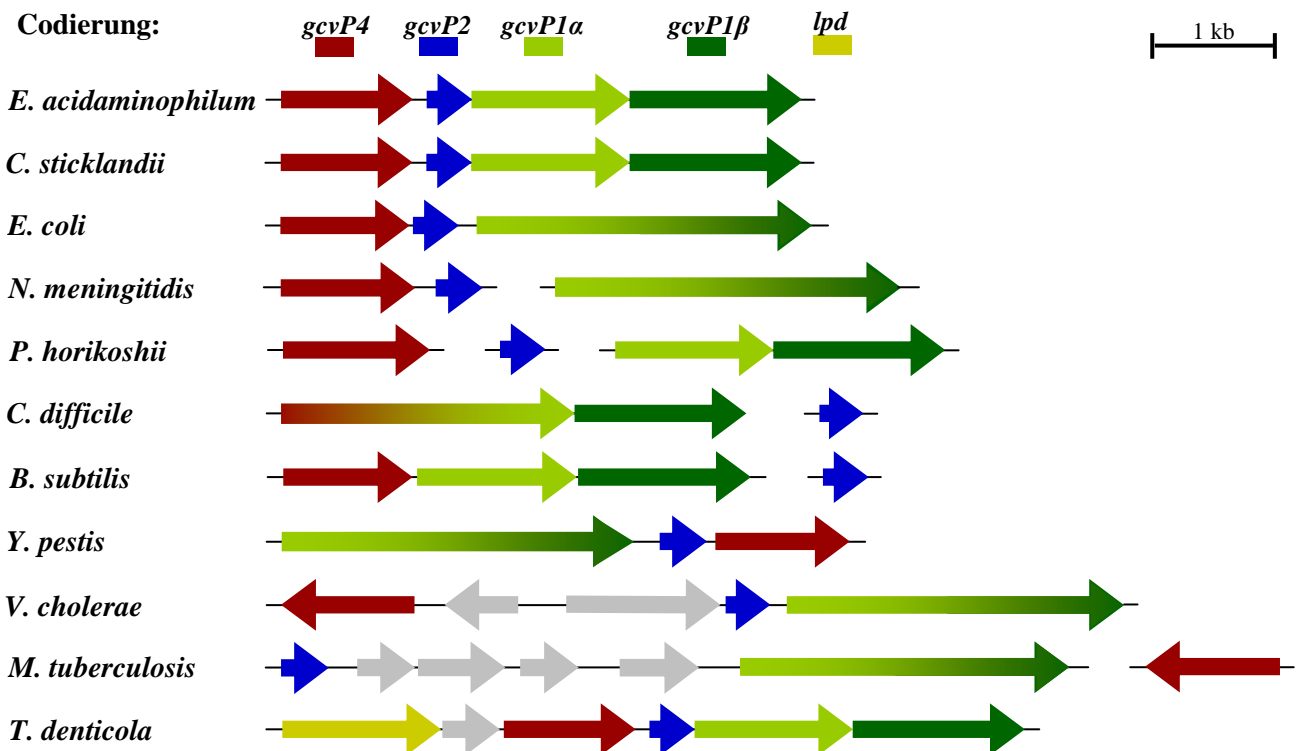 Codierung: gcvP4 gcvP2 gcvP1α gcvP1β lpd 1 kb
E. acidaminophilum
C. sticklandii
E. coli
N. meningitidis
P. horikoshii
C. difficile
B. subtilis
Y. pestis
V. cholerae
M. tuberculosis
T. denticola